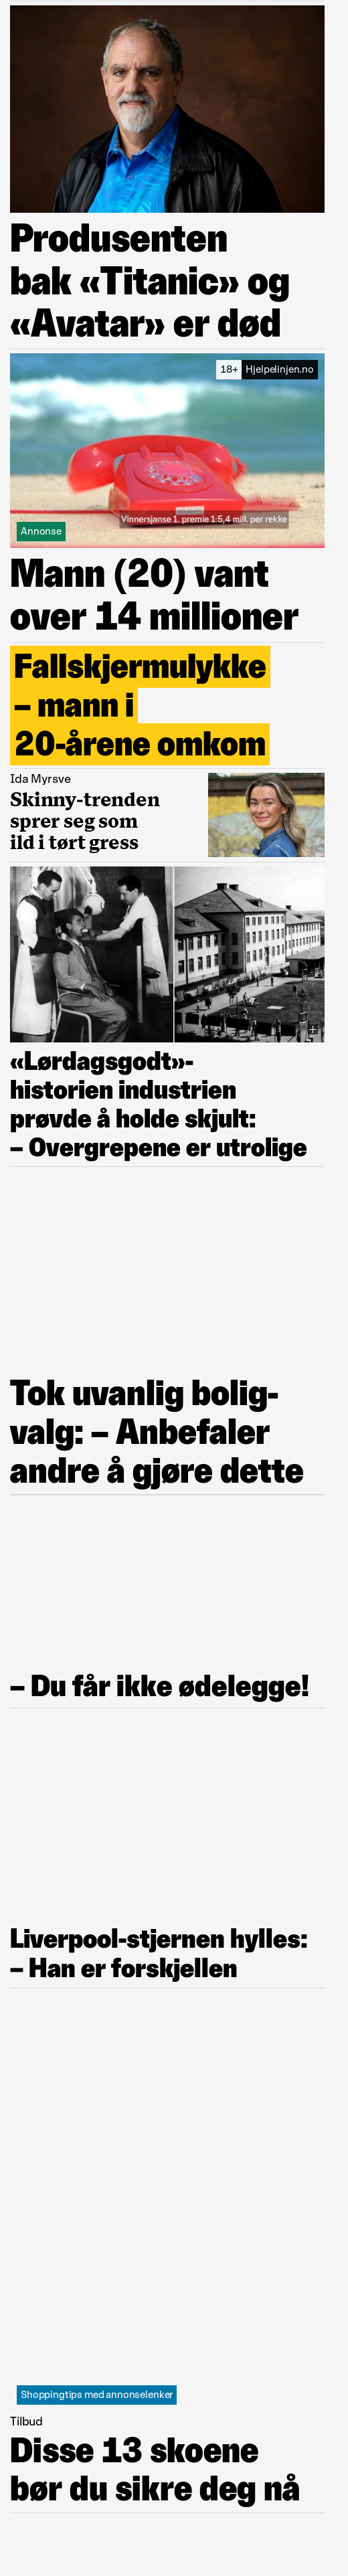 Produsenten
bak «Titanic» og
«Avatar» er død
18+ Hjelpelinjen.no
Vinnersjanse 1. premie 1:5,4 mill. per rekke
Annonse
Mann (20) vant
over 14 millioner
Fallskjermulykke
– mann i
20-årene omkom
Ida Myrsve
Skinny-trenden
sprer seg som
ild i tørt gress
«Lørdagsgodt»-
historien industrien
prøvde å holde skjult:
– Overgrepene er utrolige
Tok uvanlig bolig-
valg: – Anbefaler
andre å gjøre dette
– Du får ikke ødelegge!
Liverpool-stjernen hylles:
– Han er forskjellen
Shoppingtips med annonselenker
Tilbud
Disse 13 skoene
bør du sikre deg nå